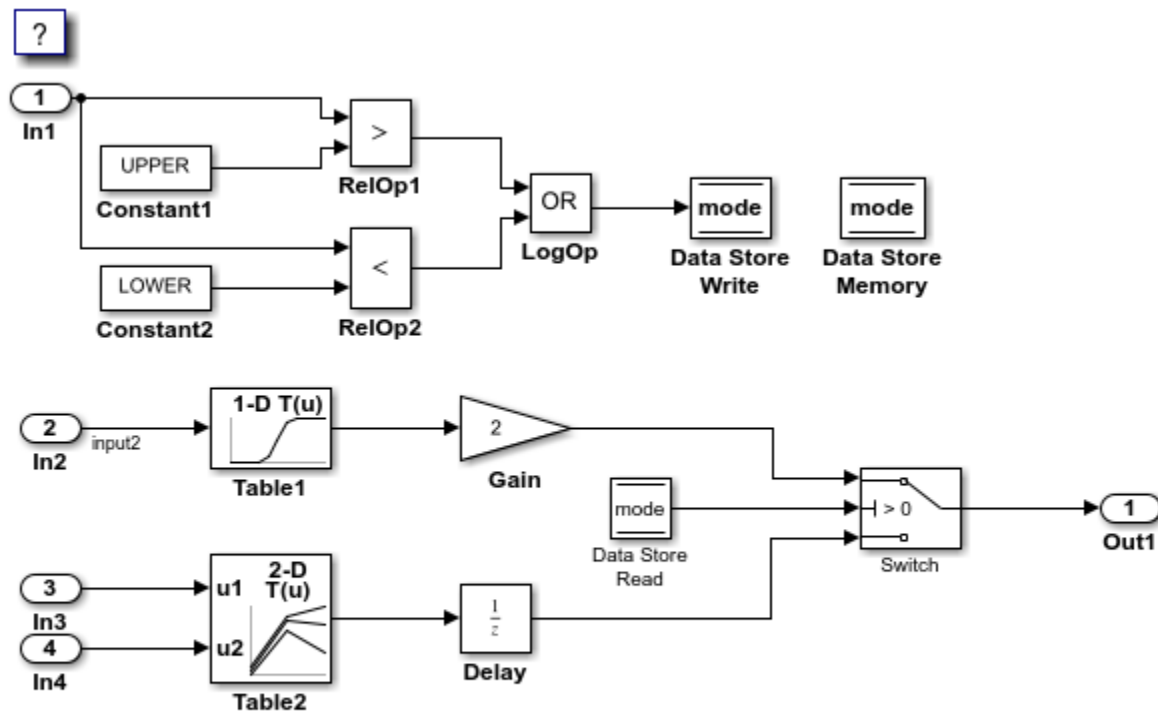 ?
1
In1
UPPER
Constant1
>
RelOp1
LOWER
Constant2
<
RelOp2
OR
LogOp
mode
Data Store
Write
mode
Data Store
Memory
2
In2
input2
1-D T(u)
Table1
2
Gain
mode
Data Store
Read
> 0
Switch
1
Out1
3
In3
4
In4
u1
u2
2-D
T(u)
Table2
1
z
Delay